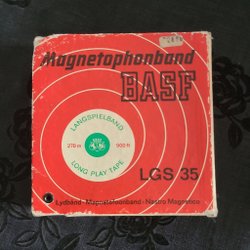 Magnetophonband
BASF
LANGSPIELBAND
270 m 900 ft
LONG PLAY TAPE
LGS 35
Lydbånd · Magnetofoonband · Nastro Magnetico